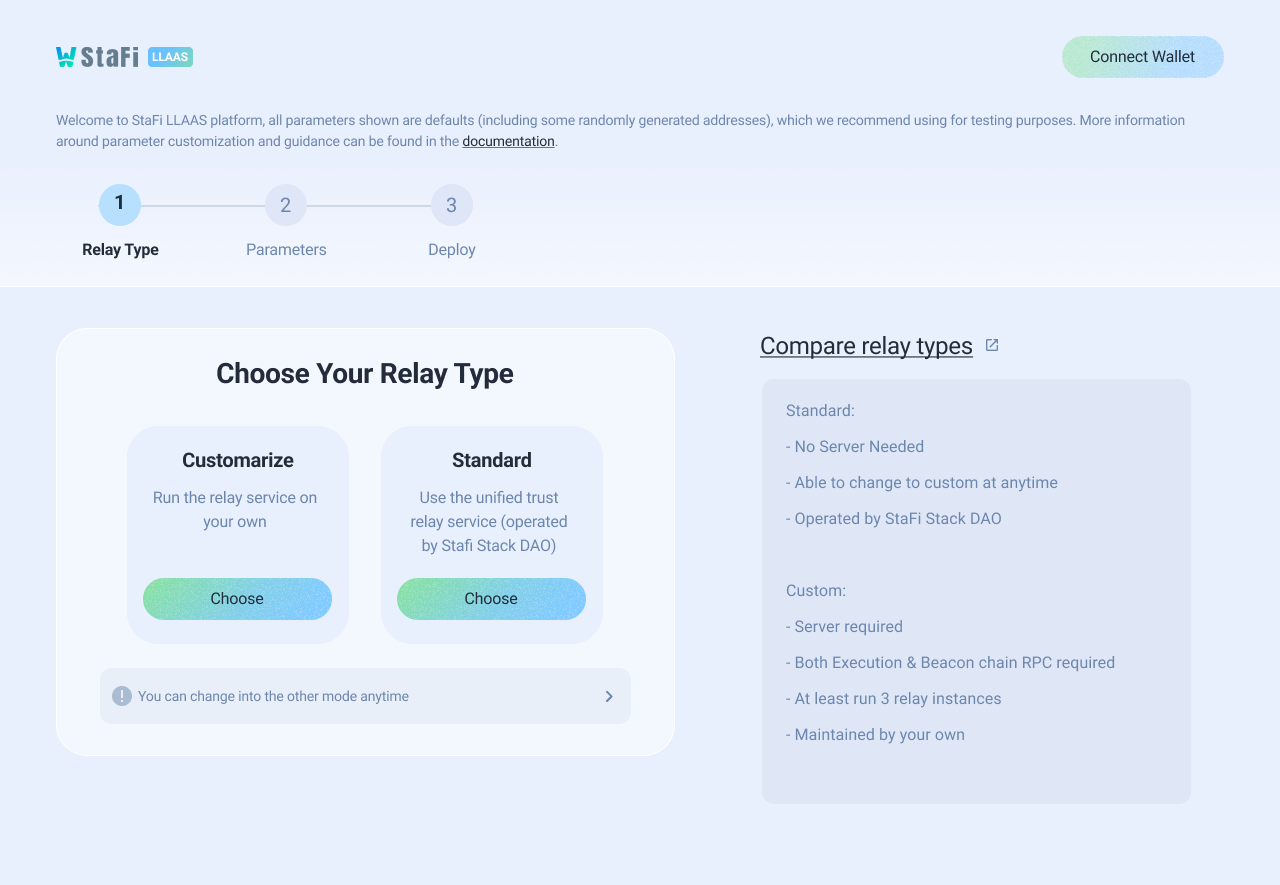 StaFi LLAAS
Connect Wallet
Welcome to StaFi LLAAS platform, all parameters shown are defaults (including some randomly generated addresses), which we recommend using for testing purposes. More information
around parameter customization and guidance can be found in the documentation.
1
2
3
Relay Type
Parameters
Deploy
Choose Your Relay Type
Customarize
Run the relay service on
your own
Choose
Standard
Use the unified trust
relay service (operated
by Stafi Stack DAO)
Choose
You can change into the other mode anytime
Compare relay types
Standard:
- No Server Needed
- Able to change to custom at anytime
- Operated by StaFi Stack DAO
Custom:
- Server required
- Both Execution & Beacon chain RPC required
- At least run 3 relay instances
- Maintained by your own